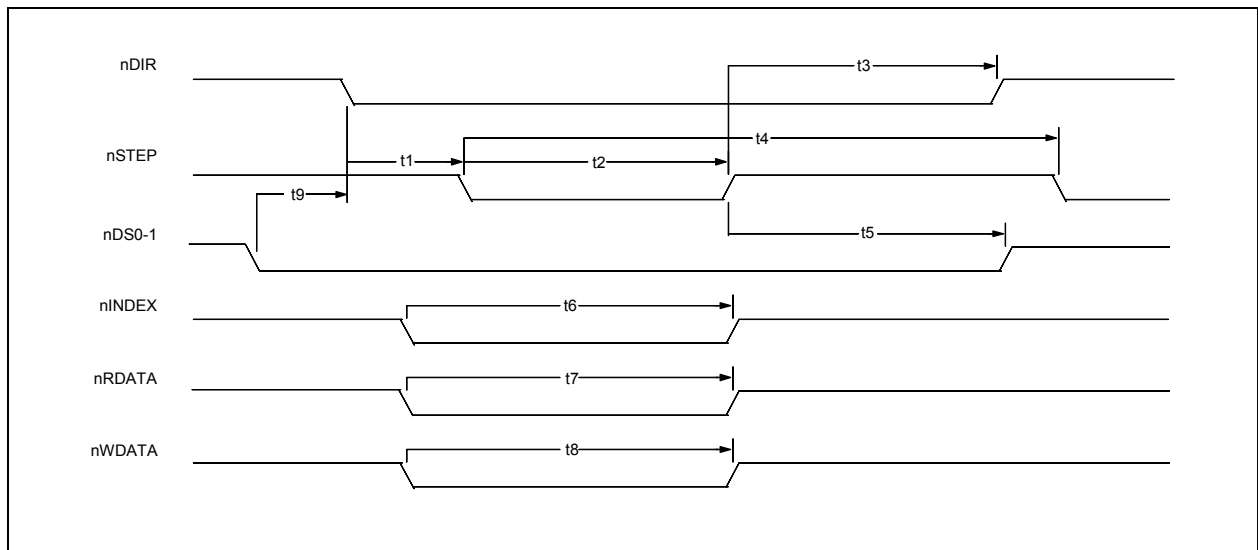 nDIR
t3
t4
nSTEP
t1
t2
t9
nDS0-1
t5
nINDEX
t6
nRDATA
t7
nWDATA
t8